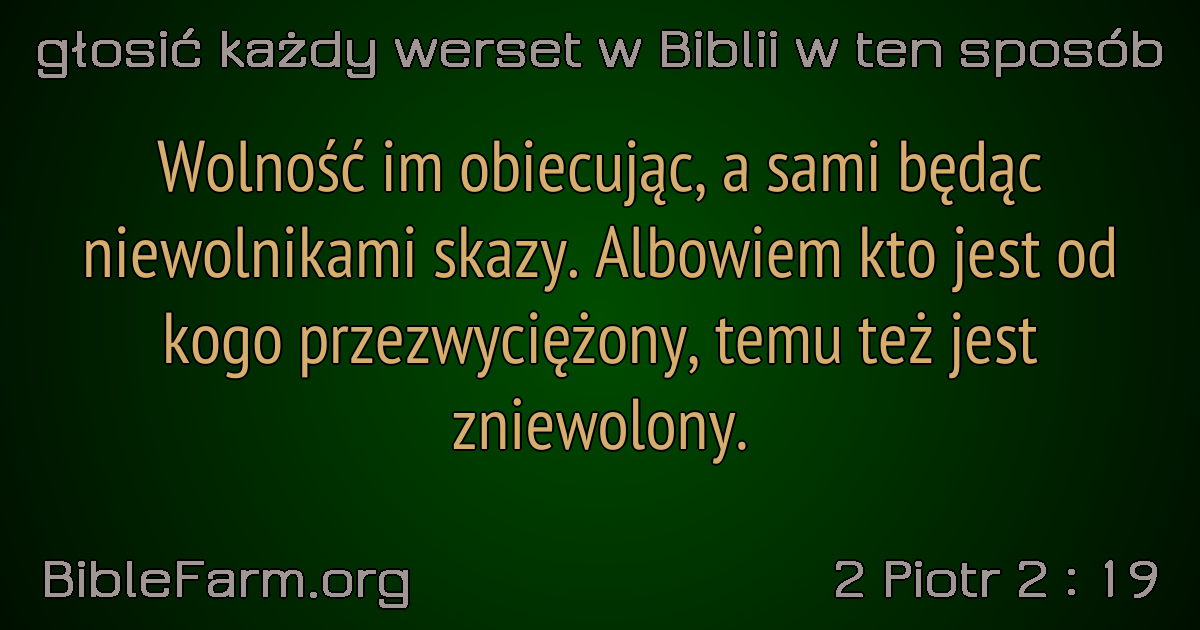 głosić każdy werset w Biblii w ten sposób
Wolność im obiecując, a sami będąc
niewolnikami skazy. Albowiem kto jest od
kogo przezwyciężony, temu też jest
zniewolony.
BibleFarm.org
2 Piotr 2 : 19